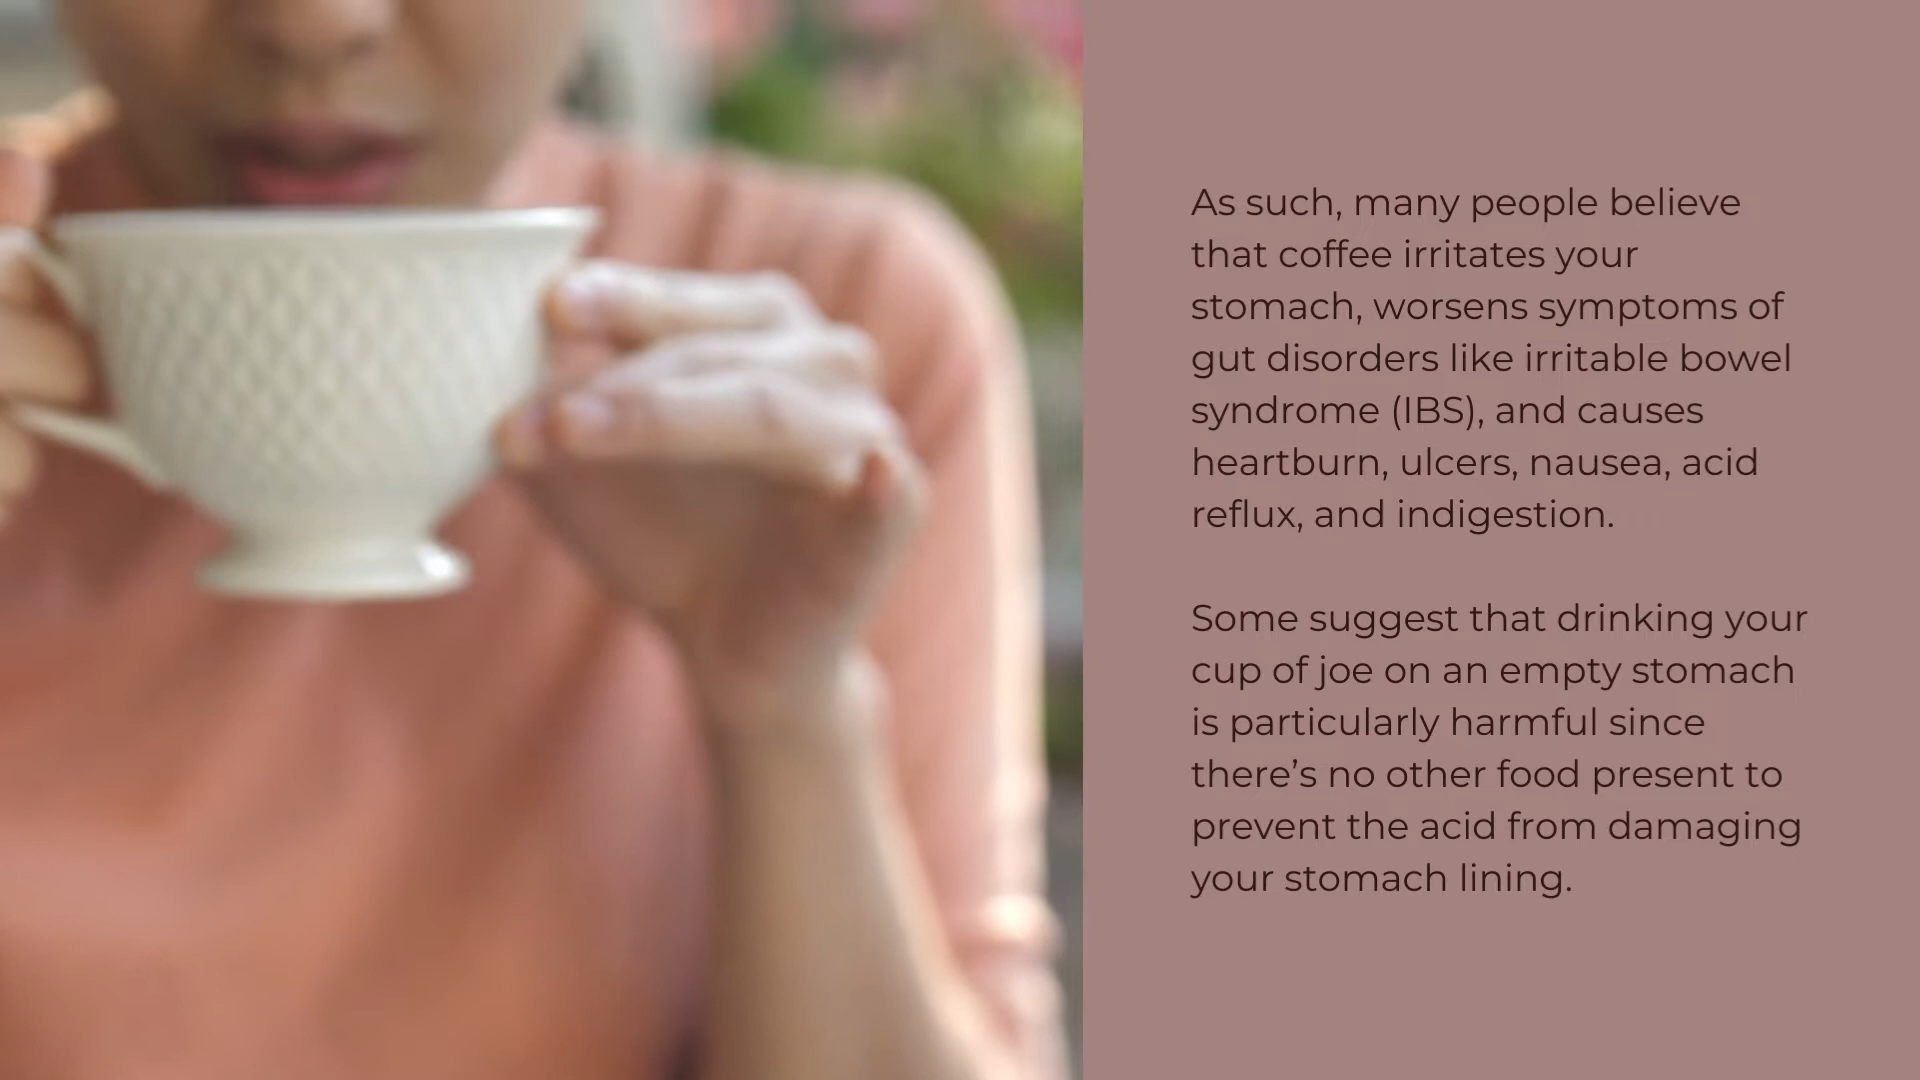 As such, many people believe
that coffee irritates your
stomach, worsens symptoms of
gut disorders like irritable bowel
syndrome (IBS), and causes
heartburn, ulcers, nausea, acid
reflux, and indigestion.
Some suggest that drinking your
cup of joe on an empty stomach
is particularly harmful since
there’s no other food present to
prevent the acid from damaging
your stomach lining.